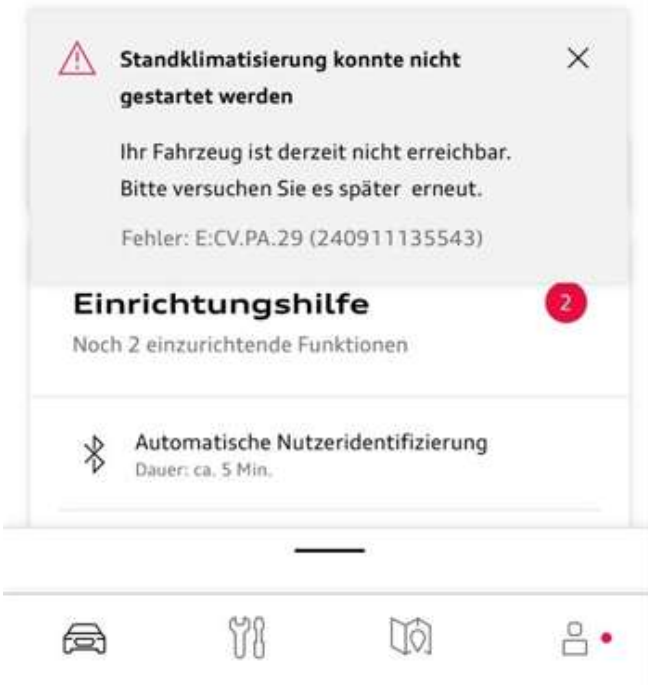 Standklimatisierung konnte nicht
gestartet werden
Ihr Fahrzeug ist derzeit nicht erreichbar.
Bitte versuchen Sie es später erneut.
Fehler: E:CV.PA.29 (240911135543)
Einrichtungshilfe
2
Noch 2 einzurichtende Funktionen
Automatische Nutzeridentifizierung
Dauer: ca. 5 Min.